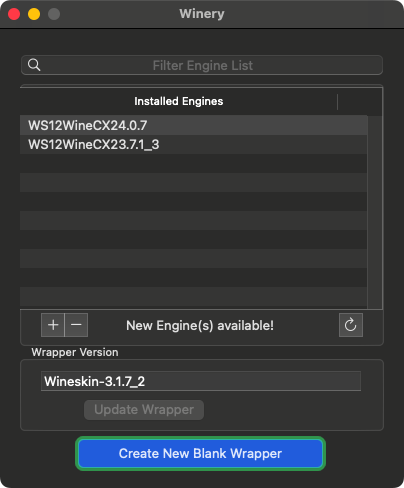 Winery
Filter Engine List
Installed Engines
WS12WineCX24.0.7
WS12WineCX23.7.1_3
New Engine(s) available!
Wrapper Version
Wineskin-3.1.7_2
Update Wrapper
Create New Blank Wrapper